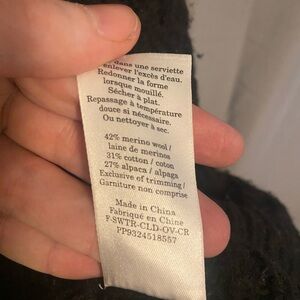 dans une serviette
enlever l'excès d'eau.
Redonner la forme
lorsque mouillé.
Sécher à plat.
Repassage à température
douce si nécessaire.
Ou nettoyer à sec.
42% merino wool /
laine de merinos
31% cotton / coton
27% alpaca / alpaga
Exclusive of trimming /
Garniture non comprise
Made in China
Fabriqué en Chine
F-SWTR-CLD-OV-CR
PP9324518557